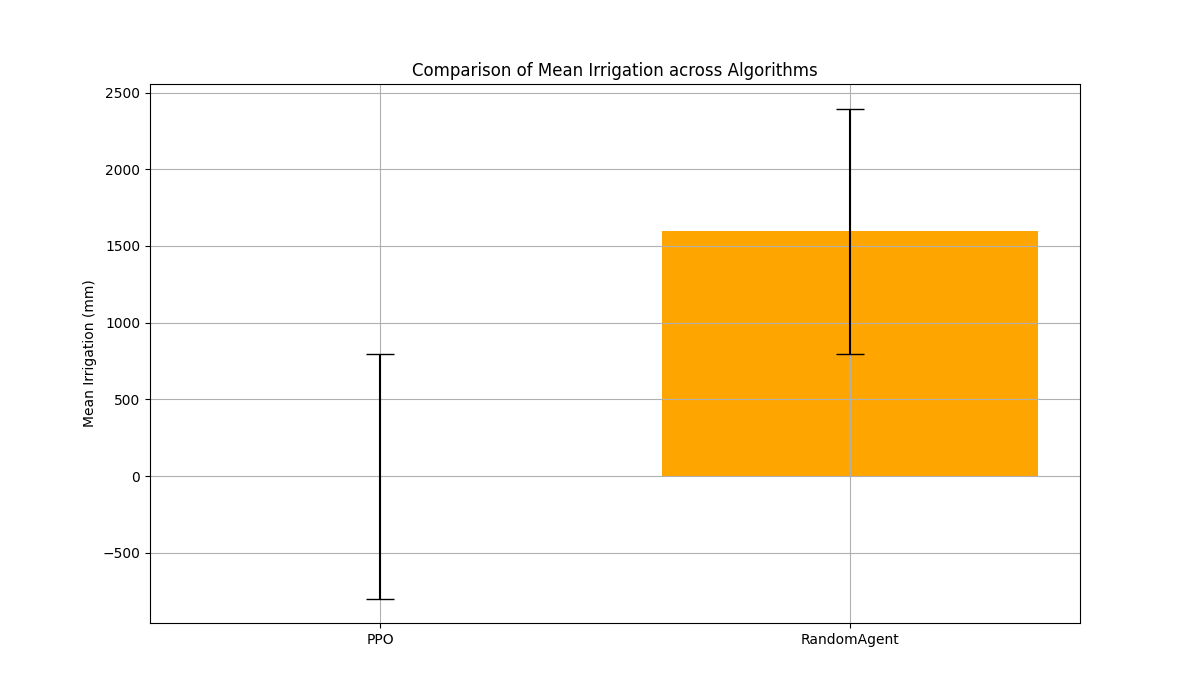 Comparison of Mean Irrigation across Algorithms
2500
2000
1500
1000
500
0
−500
Mean Irrigation (mm)
PPO
RandomAgent